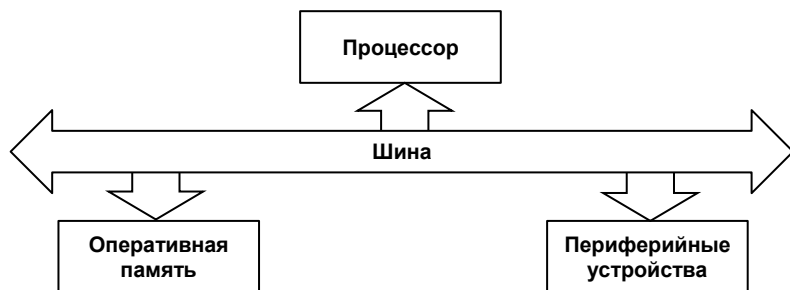 Процессор
Шина
Оперативная
память
Периферийные
устройства